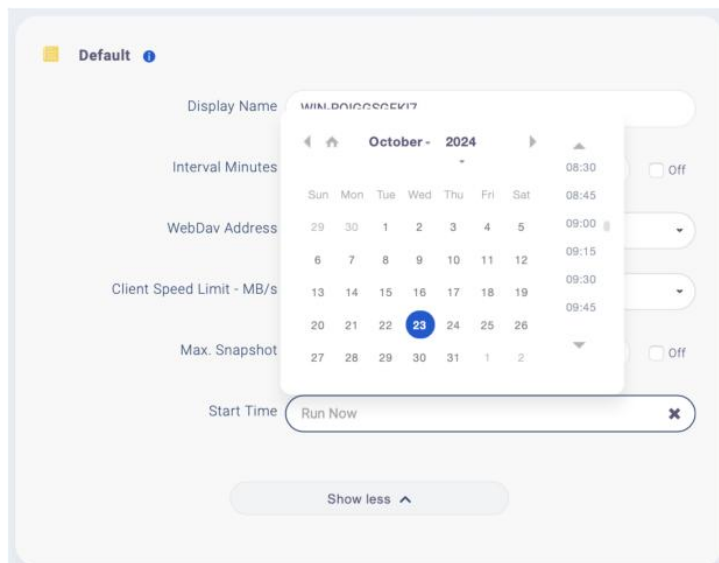 Default
Display Name
October 2024
Interval Minutes
08:30
Off
Sun Mon Tue Wed Thu Fri Sat
08:45
WebDav Address
29 30 1 2 3 4 5
09:00
6 7 8 9 10 11 12
09:15
09:30
Client Speed Limit - MB/s
13 14 15 16 17 18 19
09:45
20 21 22 23 24 25 26
Max. Snapshot
27 28 29 30 31 1 2
Off
Start Time
Run Now
Show less